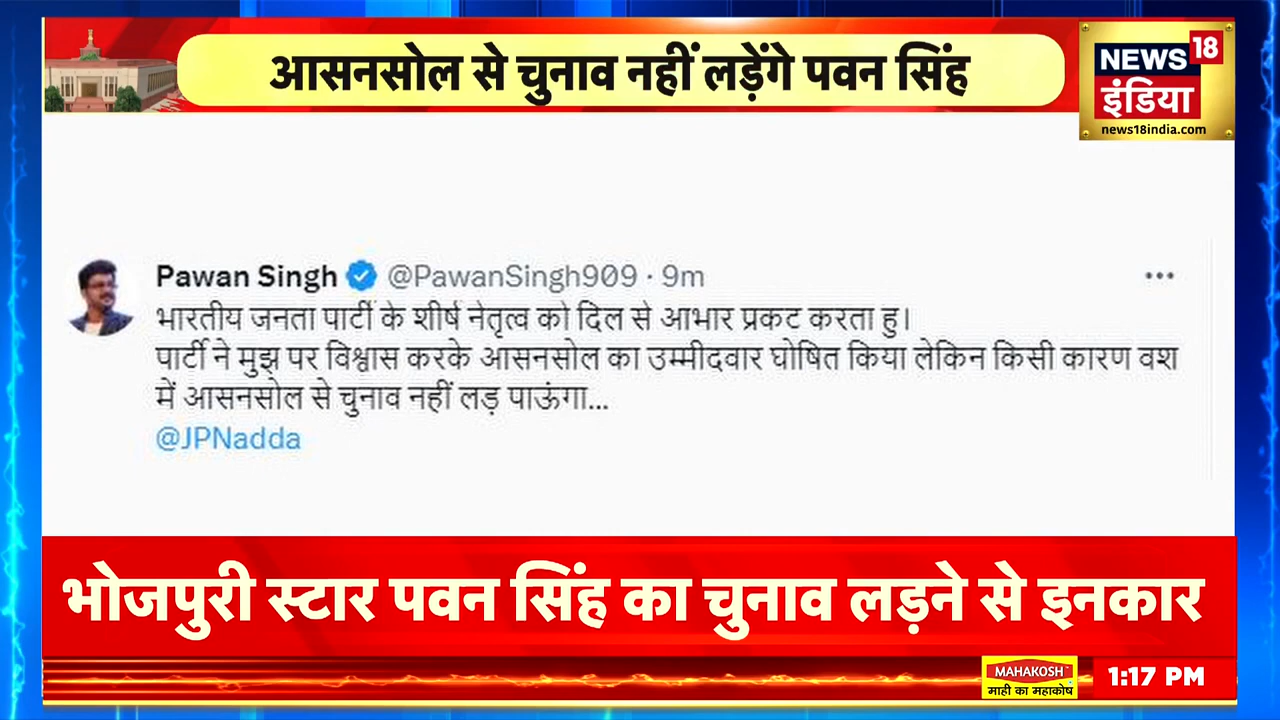 आसनसोल से चुनाव नहीं लड़ेंगे पवन सिंह
NEWS 18
इंडिया
news18india.com
Pawan Singh @PawanSingh909 · 9m
भारतीय जनता पार्टी के शीर्ष नेतृत्व को दिल से आभार प्रकट करता हु।
पार्टी ने मुझ पर विश्वास करके आसनसोल का उम्मीदवार घोषित किया लेकिन किसी कारण वश
में आसनसोल से चुनाव नहीं लड़ पाऊंगा...
@JPNadda
भोजपुरी स्टार पवन सिंह का चुनाव लड़ने से इनकार
MAHAKOSH
माही का महाकोष
1:17 PM